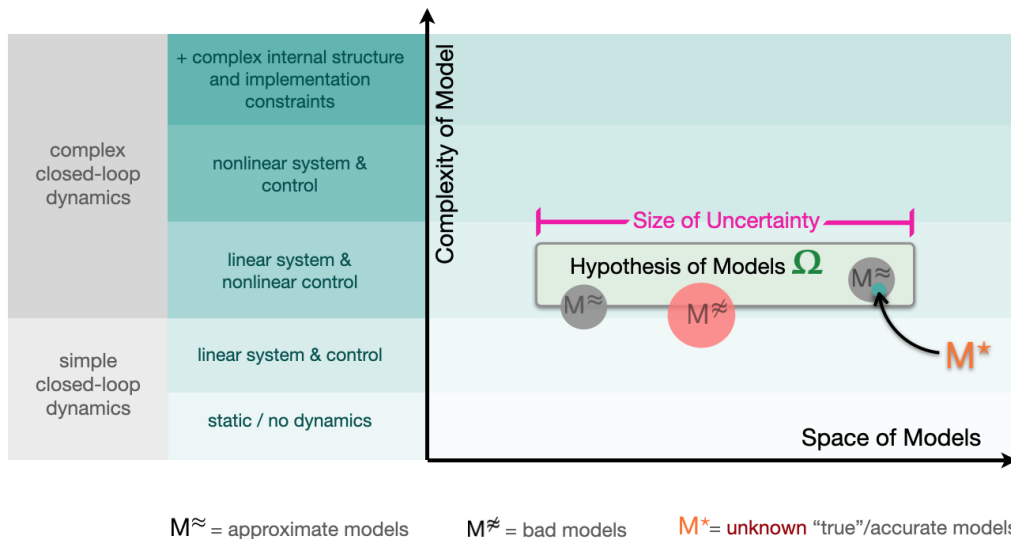 + complex internal structure
and implementation
constraints
complex
closed-loop
dynamics
nonlinear system &
control
linear system &
nonlinear control
simple
closed-loop
dynamics
linear system & control
static / no dynamics
Complexity of Model
Size of Uncertainty
Hypothesis of Models Ω
M≈
M≉
M≈
M★
Space of Models
M≈ = approximate models
M≉ = bad models
M★= unknown “true”/accurate models